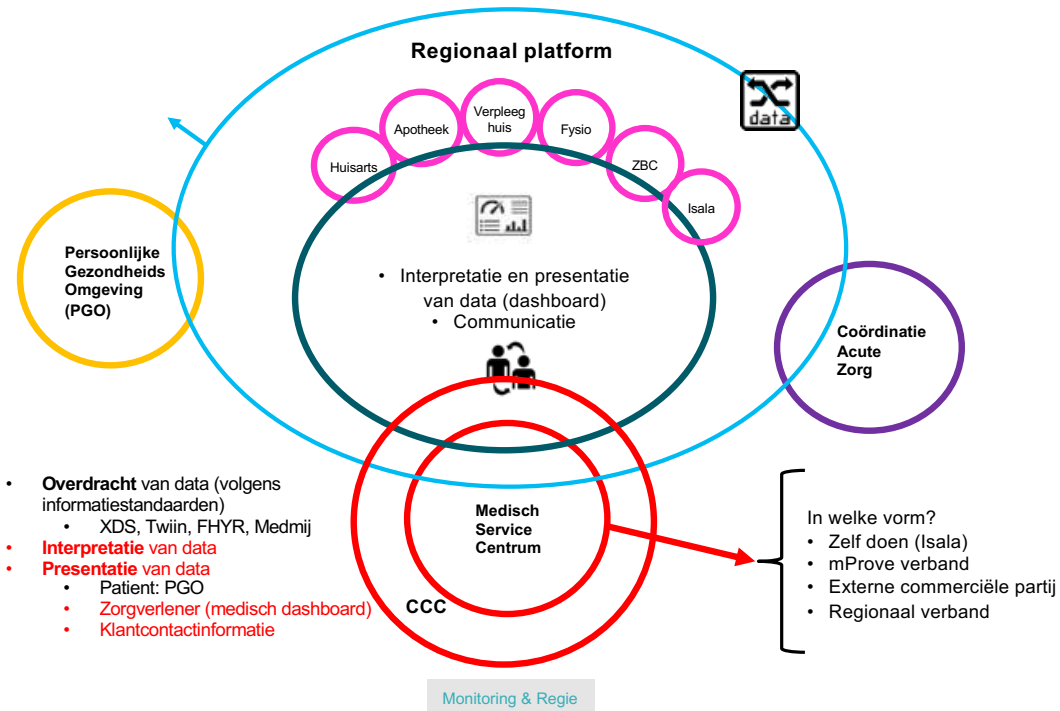 Regionaal platform
data
Verpleeg
huis
Apotheek
Fysio
Huisarts
ZBC
Isala
Persoonlijke
Gezondheids
Omgeving
(PGO)
• Interpretatie en presentatie
van data (dashboard)
• Communicatie
Coördinatie
Acute
Zorg
• Overdracht van data (volgens
informatiestandaarden)
• XDS, Twiin, FHYR, Medmij
• Interpretatie van data
• Presentatie van data
• Patient: PGO
• Zorgverlener (medisch dashboard)
• Klantcontactinformatie
Medisch
Service
Centrum
CCC
In welke vorm?
• Zelf doen (Isala)
• mProve verband
• Externe commerciële partij
• Regionaal verband
Monitoring & Regie